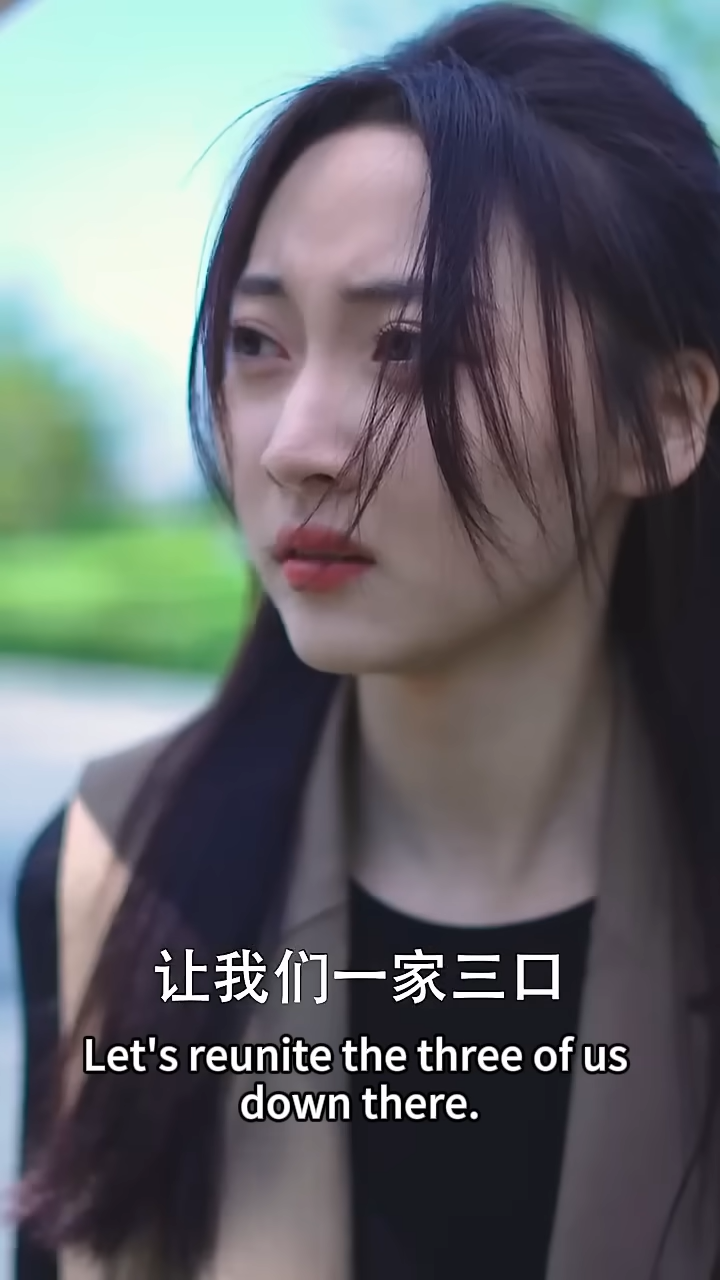 让我们一家三口
Let's reunite the three of us
down there.